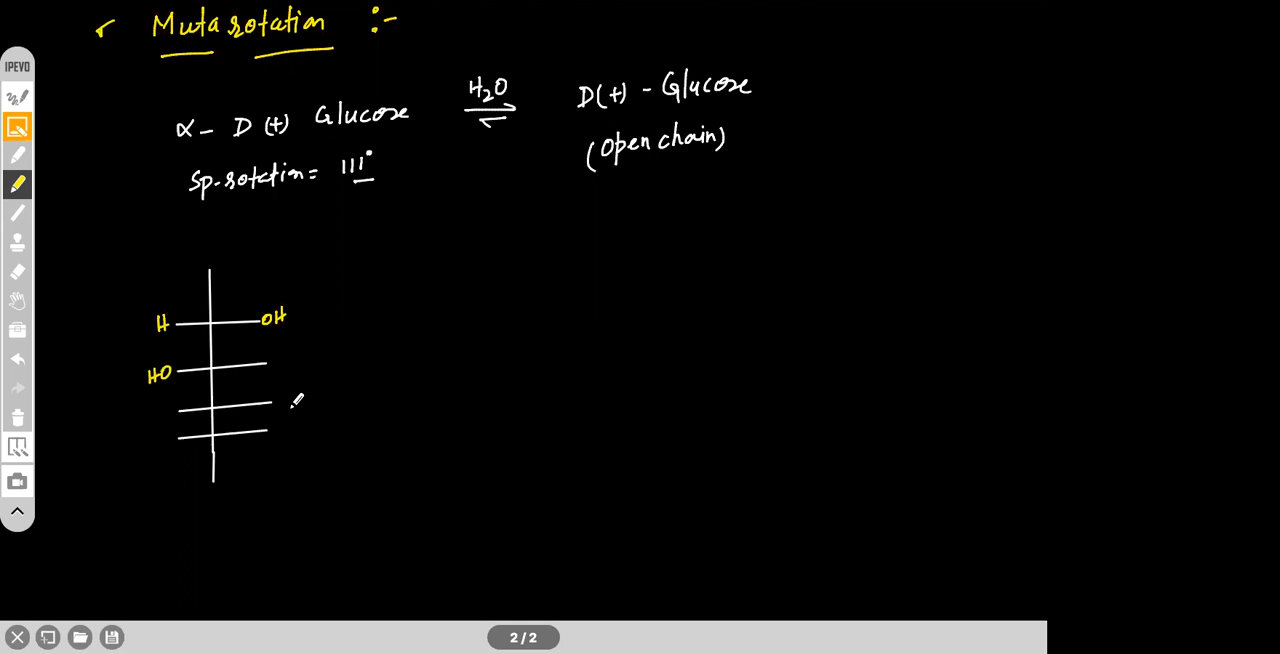 Mutarotation :-
α- D (+) Glucose ⇌ H2O D(+) - Glucose
Sp-rotation = 111° (open chain)
H OH
HO
IPEVO
2/2